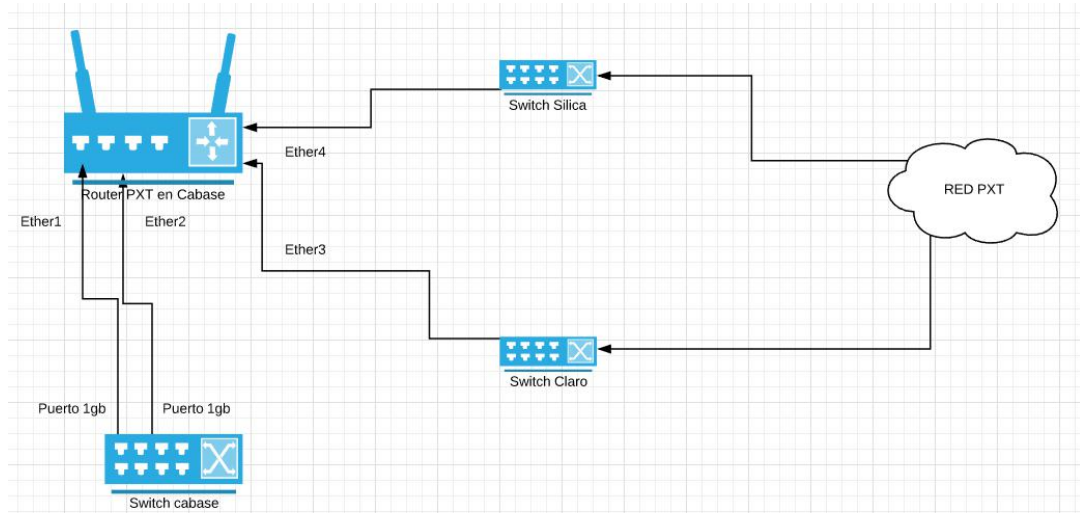 Switch Silica
Ether4
Router PXT en Cabase
RED PXT
Ether1
Ether2
Ether3
Switch Claro
Puerto 1gb
Puerto 1gb
Switch cabase